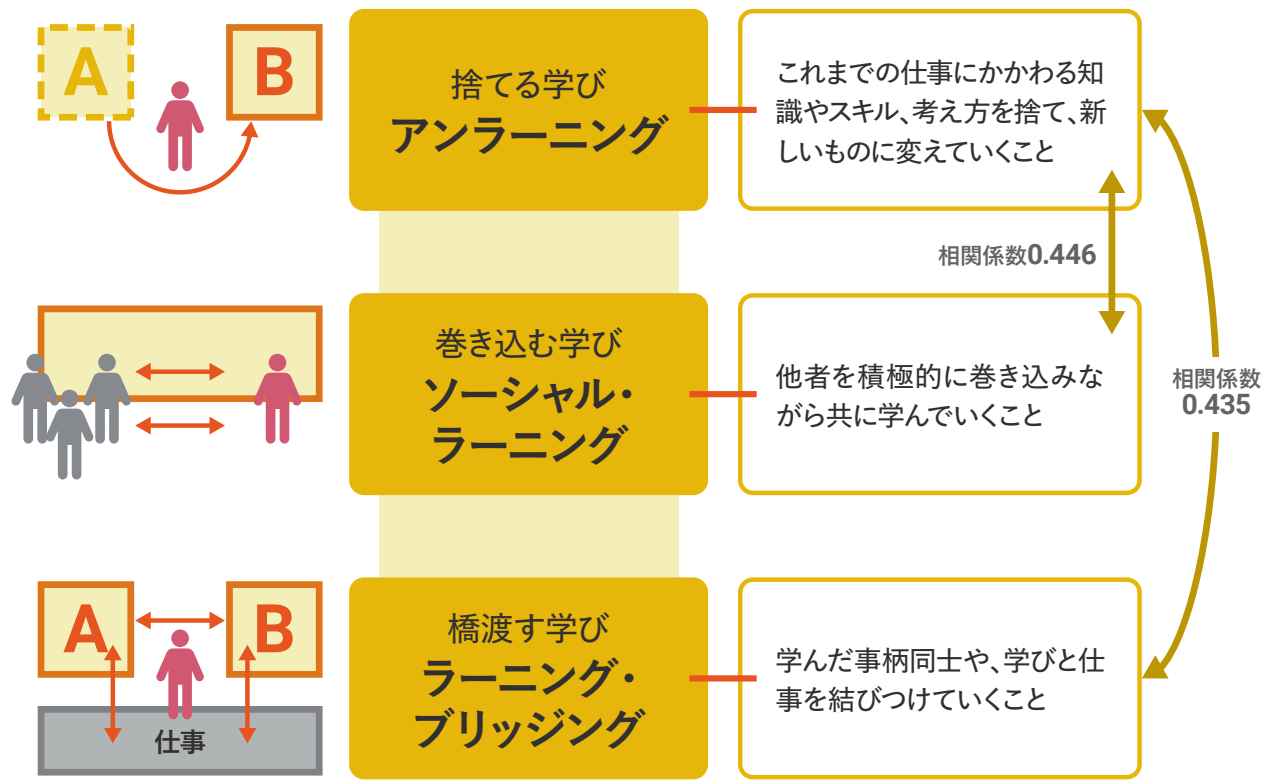 A
B
捨てる学び
アンラーニング
これまでの仕事にかかわる知
識やスキル、考え方を捨て、新
しいものに変えていくこと
相関係数0.446
巻き込む学び
ソーシャル・
ラーニング
他者を積極的に巻き込みな
がら共に学んでいくこと
相関係数
0.435
A
B
仕事
橋渡す学び
ラーニング・
ブリッジング
学んだ事柄同士や、学びと仕
事を結びつけていくこと